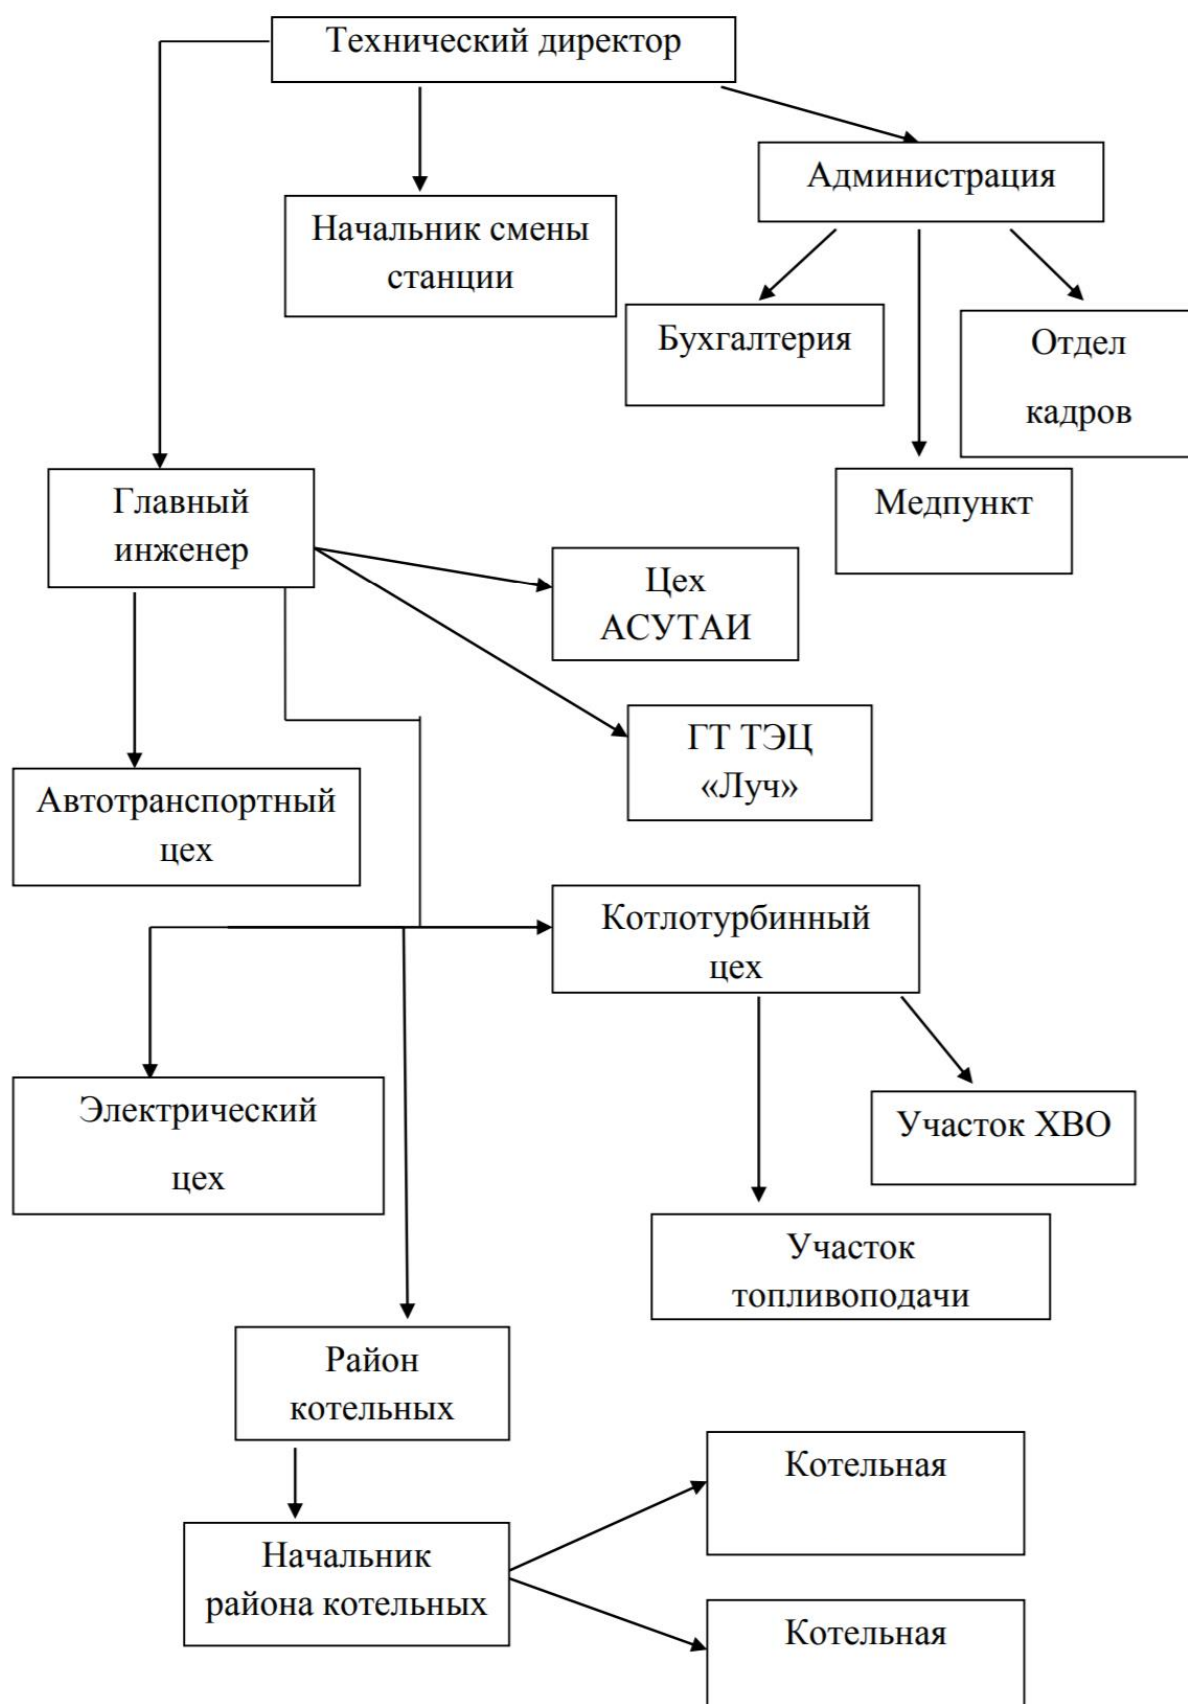 Технический директор
Администрация
Начальник смены
станции
Бухгалтерия
Отдел
кадров
Медпункт
Главный
инженер
Цех
АСУТАИ
ГТ ТЭЦ
«Луч»
Автотранспортный
цех
Котлотурбинный
цех
Электрический
цех
Участок ХВО
Участок
топливоподачи
Район
котельных
Котельная
Начальник
района котельных
Котельная